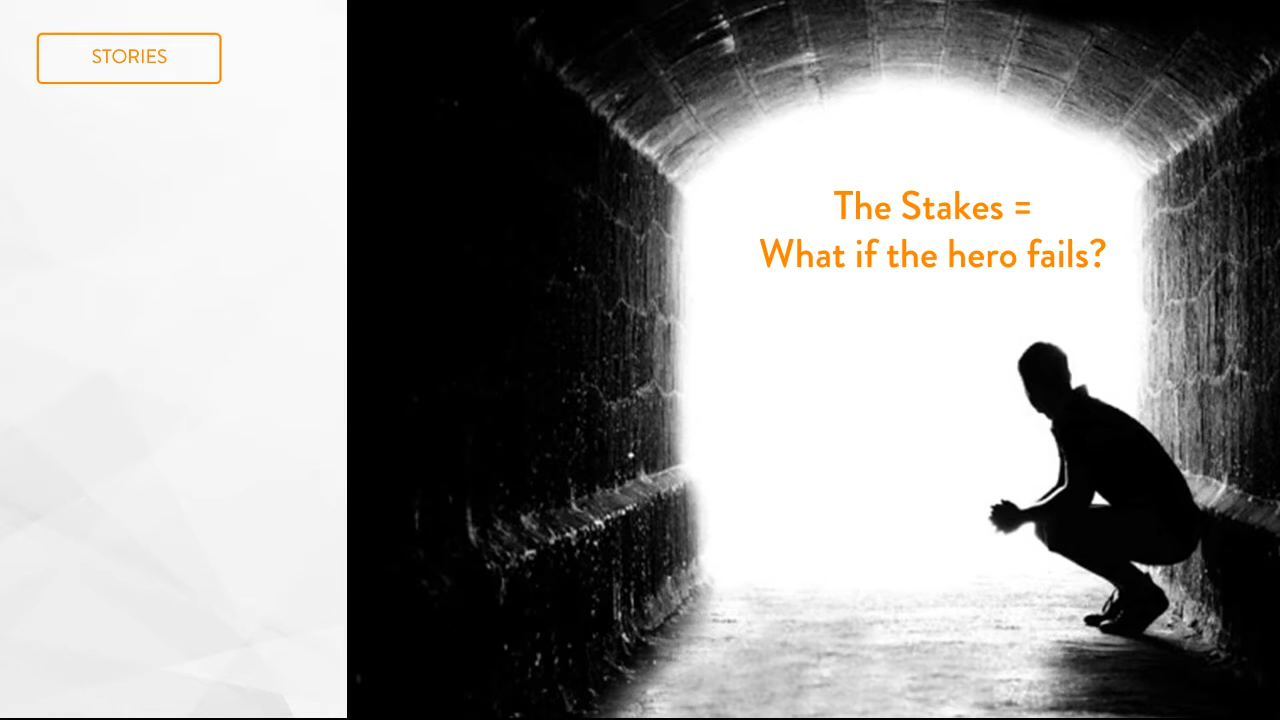 STORIES
The Stakes =
What if the hero fails?